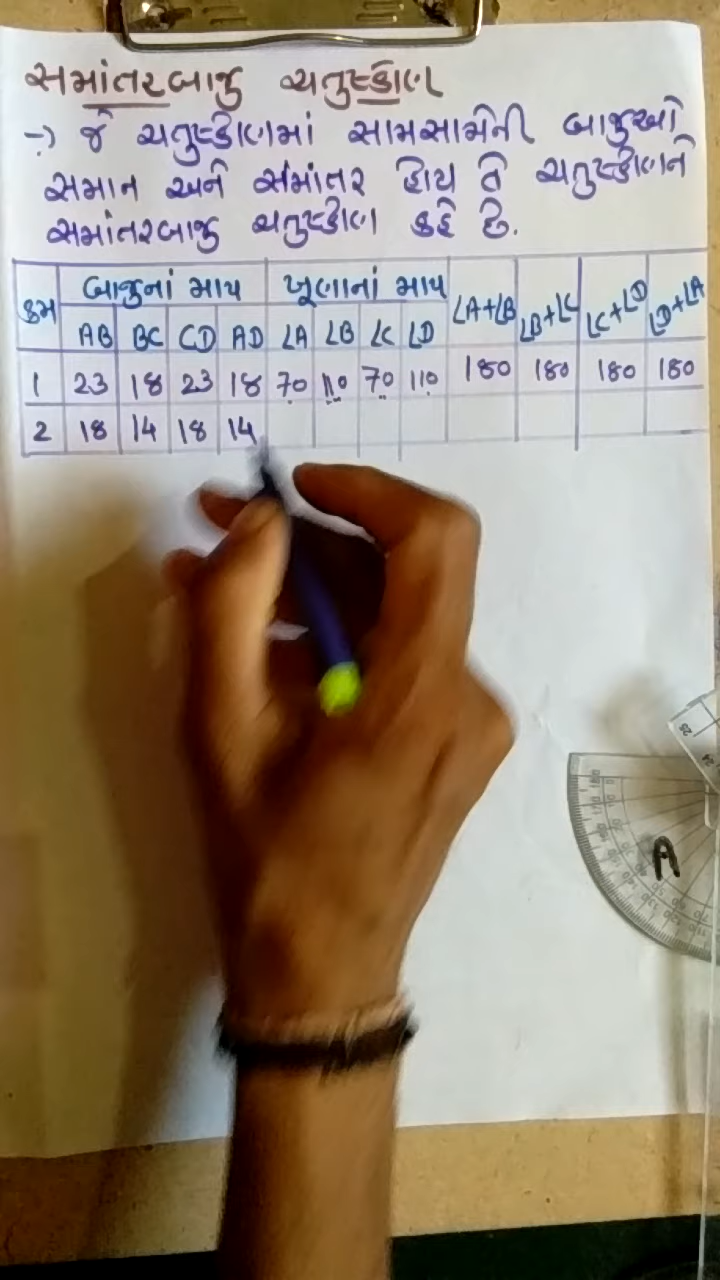 સમાંતરબાજુ ચતુષ્કોણ
→ જે ચતુષ્કોણમાં સામસામેની બાજુઓ
સમાન અને સંમાંતર હોય તે ચતુષ્કોણને
સમાંતરબાજુ ચતુષ્કોણ કહે છે.
ક્રમ બાજુનાં માપ ખૂણાનાં માપ ∠A+∠B ∠B+∠C ∠C+∠D ∠D+∠A
AB BC CD AD ∠A ∠B ∠C ∠D
1 23 18 23 18 70 110 70 110 180 180 180 180
2 18 14 18 14
A